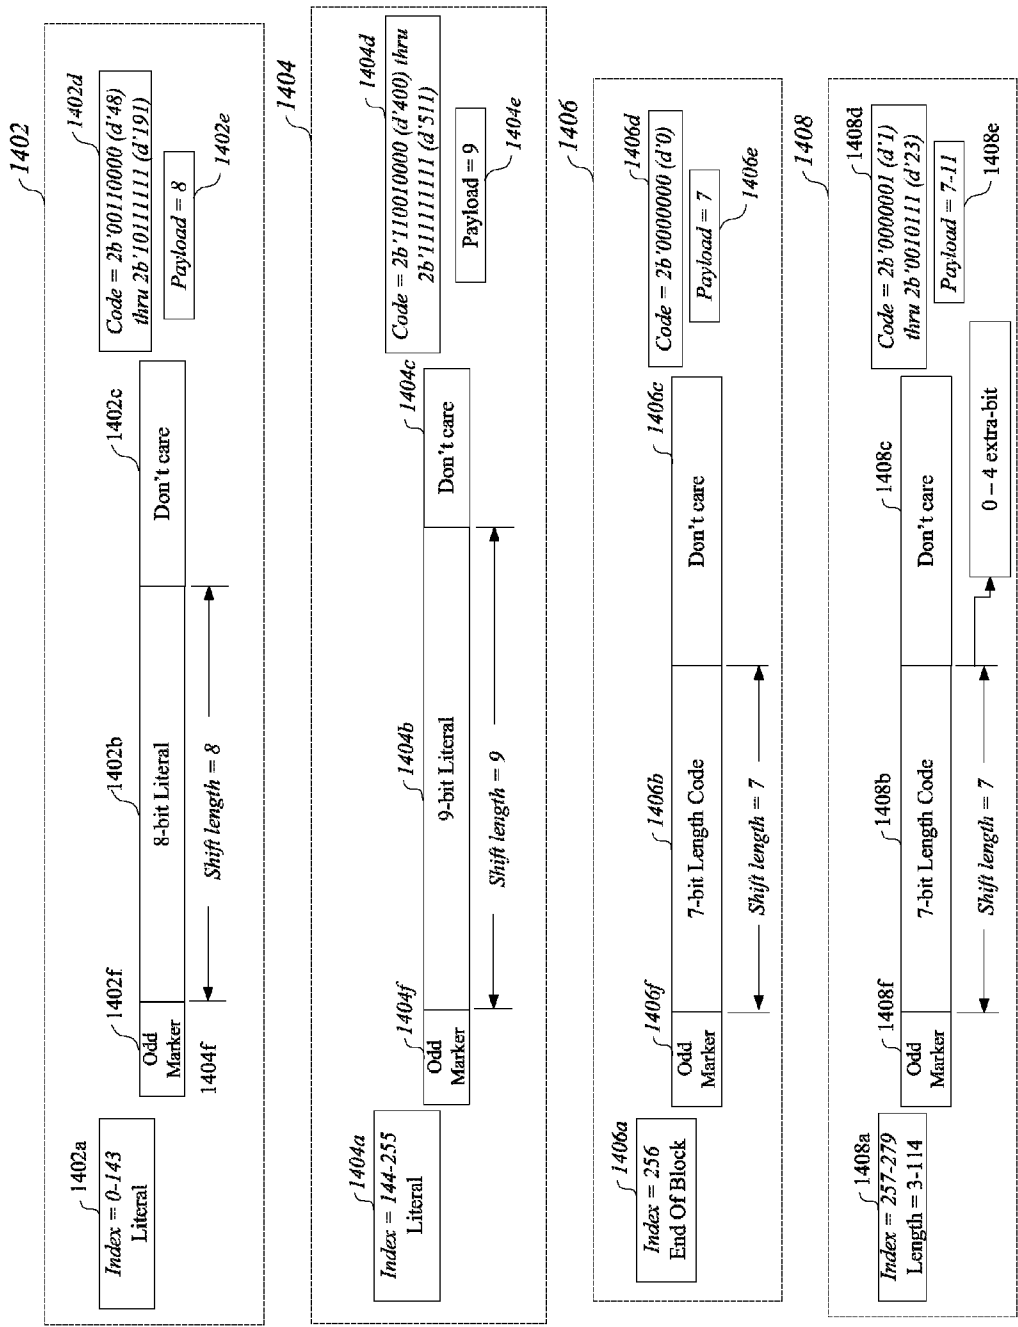 1402
1402a
Index = 0-143
Literal
1402f
Odd
Marker
1404f
1402b
8-bit Literal
Shift length = 8
1402c
Don't care
1402d
Code = 2b'00110000 (d'48)
thru 2b'10111111 (d'191)
Payload = 8
1402e
1404
1404a
Index = 144-255
Literal
1404f
Odd
Marker
1404b
9-bit Literal
Shift length = 9
1404c
Don't care
1404d
Code = 2b'110010000 (d'400) thru
2b'111111111 (d'511)
Payload = 9
1404e
1406
1406a
Index = 256
End Of Block
1406f
Odd
Marker
1406b
7-bit Length Code
Shift length = 7
1406c
Don't care
1406d
Code = 2b'0000000 (d'0)
Payload = 7
1406e
1408
1408a
Index = 257-279
Length = 3-114
1408f
Odd
Marker
1408b
7-bit Length Code
Shift length = 7
1408c
Don't care
0 – 4 extra-bit
1408d
Code = 2b'0000001 (d'1)
thru 2b'0010111 (d'23)
Payload = 7-11
1408e